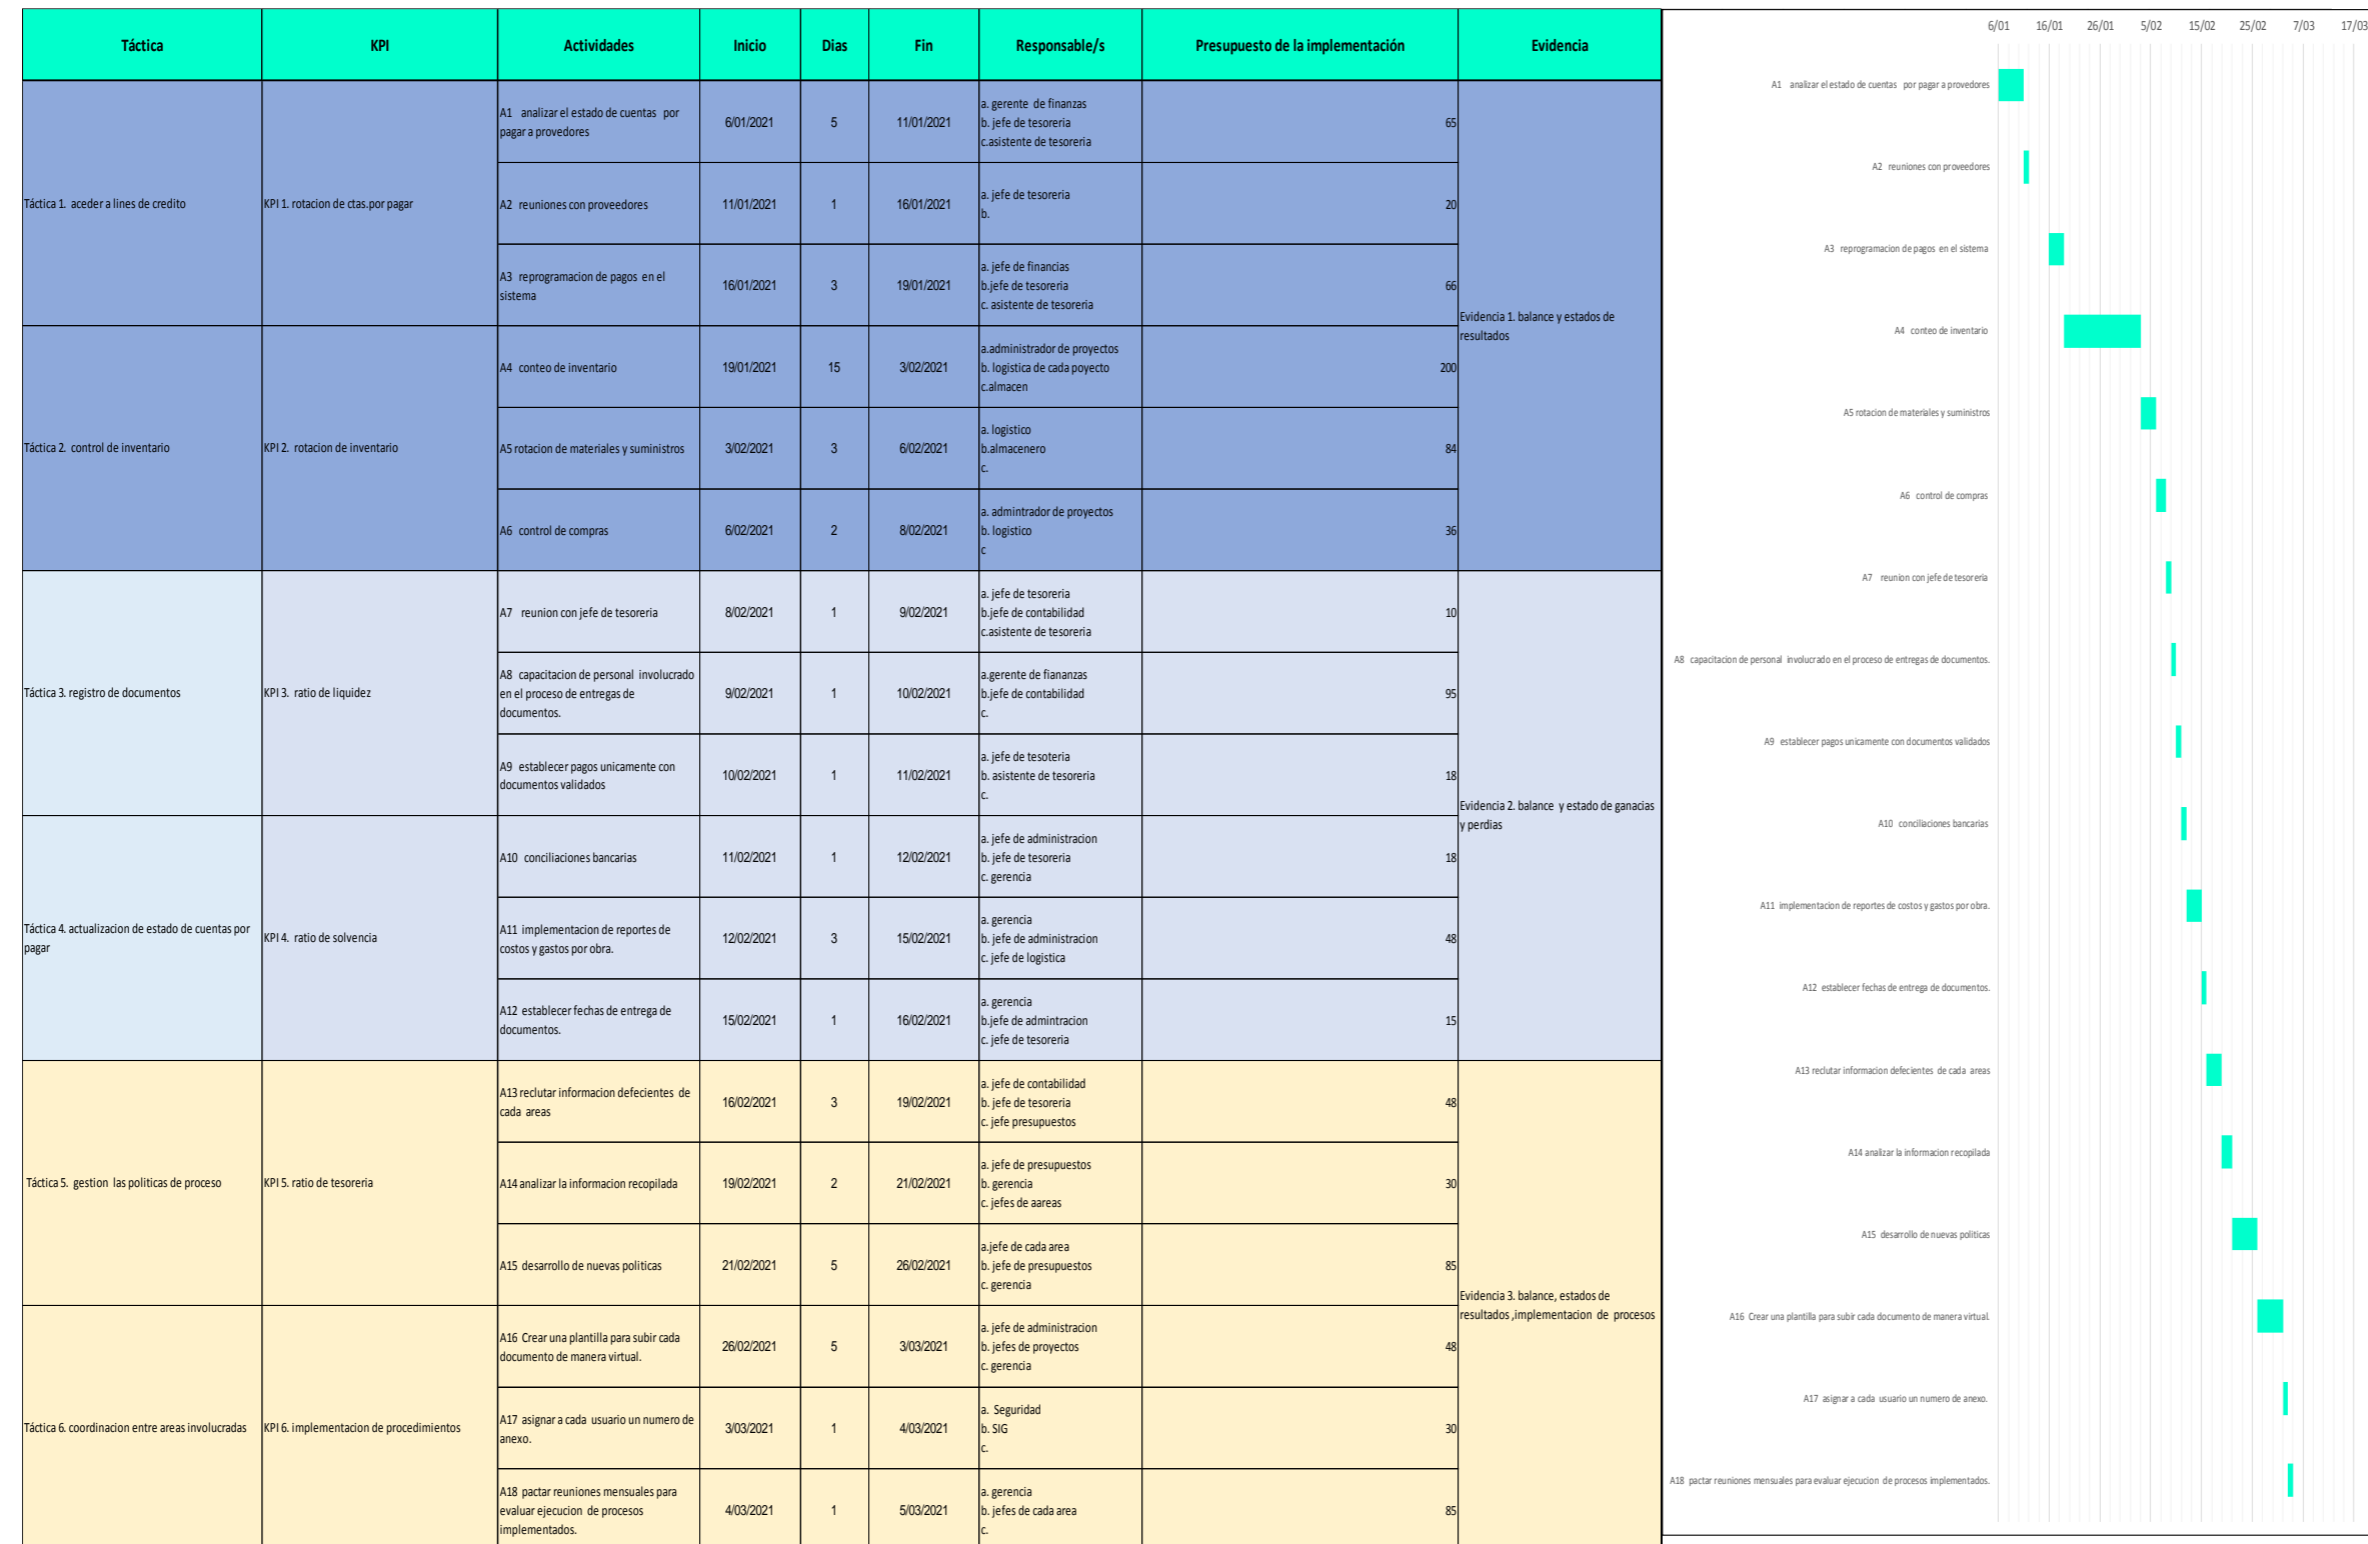 Táctica KPI Actividades Inicio Dias Fin Responsable/s Presupuesto de la implementación Evidencia
Táctica 1. aceder a lines de credito
KPI 1. rotacion de ctas.por pagar
A1 analizar el estado de cuentas por
pagar a provedores
6/01/2021 5 11/01/2021
a. gerente de finanzas
b. jefe de tesoreria
c.asistente de tesoreria
65
A2 reuniones con proveedores
11/01/2021 1 16/01/2021
a. jefe de tesoreria
b.
20
A3 reprogramacion de pagos en el
sistema
16/01/2021 3 19/01/2021
a. jefe de financias
b.jefe de tesoreria
c. asistente de tesoreria
66
Evidencia 1. balance y estados de
resultados
Táctica 2. control de inventario
KPI 2. rotacion de inventario
A4 conteo de inventario
19/01/2021 15 3/02/2021
a.administrador de proyectos
b. logistica de cada poyecto
c.almacen
200
A5 rotacion de materiales y suministros
3/02/2021 3 6/02/2021
a. logistico
b.almacenero
c.
84
A6 control de compras
6/02/2021 2 8/02/2021
a. admintrador de proyectos
b. logistico
c
36
Táctica 3. registro de documentos
KPI 3. ratio de liquidez
A7 reunion con jefe de tesoreria
8/02/2021 1 9/02/2021
a. jefe de tesoreria
b.jefe de contabilidad
c.asistente de tesoreria
10
A8 capacitacion de personal involucrado
en el proceso de entregas de
documentos.
9/02/2021 1 10/02/2021
a.gerente de fiananzas
b.jefe de contabilidad
c.
95
A9 establecer pagos unicamente con
documentos validados
10/02/2021 1 11/02/2021
a. jefe de tesoteria
b. asistente de tesoreria
c.
18
Evidencia 2. balance y estado de ganacias
y perdias
Táctica 4. actualizacion de estado de cuentas por
pagar
KPI 4. ratio de solvencia
A10 conciliaciones bancarias
11/02/2021 1 12/02/2021
a. jefe de administracion
b. jefe de tesoreria
c. gerencia
18
A11 implementacion de reportes de
costos y gastos por obra.
12/02/2021 3 15/02/2021
a. gerencia
b. jefe de administracion
c. jefe de logistica
48
A12 establecer fechas de entrega de
documentos.
15/02/2021 1 16/02/2021
a. gerencia
b.jefe de admintracion
c. jefe de tesoreria
15
Táctica 5. gestion las politicas de proceso
KPI 5. ratio de tesoreria
A13 reclutar informacion defecientes de
cada areas
16/02/2021 3 19/02/2021
a. jefe de contabilidad
b. jefe de tesoreria
c. jefe presupuestos
48
A14 analizar la informacion recopilada
19/02/2021 2 21/02/2021
a. jefe de presupuestos
b. gerencia
c. jefes de aareas
30
A15 desarrollo de nuevas politicas
21/02/2021 5 26/02/2021
a.jefe de cada area
b. jefe de presupuestos
c. gerencia
85
Evidencia 3. balance, estados de
resultados ,implementacion de procesos
Táctica 6. coordinacion entre areas involucradas
KPI 6. implementacion de procedimientos
A16 Crear una plantilla para subir cada
documento de manera virtual.
26/02/2021 5 3/03/2021
a. jefe de administracion
b. jefes de proyectos
c. gerencia
48
A17 asignar a cada usuario un numero de
anexo.
3/03/2021 1 4/03/2021
a. Seguridad
b. SIG
c.
30
A18 pactar reuniones mensuales para
evaluar ejecucion de procesos
implementados.
4/03/2021 1 5/03/2021
a. gerencia
b. jefes de cada area
c.
85
6/01 16/01 26/01 5/02 15/02 25/02 7/03 17/03
A1 analizar el estado de cuentas por pagar a provedores
A2 reuniones con proveedores
A3 reprogramacion de pagos en el sistema
A4 conteo de inventario
A5 rotacion de materiales y suministros
A6 control de compras
A7 reunion con jefe de tesoreria
A8 capacitacion de personal involucrado en el proceso de entregas de documentos.
A9 establecer pagos unicamente con documentos validados
A10 conciliaciones bancarias
A11 implementacion de reportes de costos y gastos por obra.
A12 establecer fechas de entrega de documentos.
A13 reclutar informacion defecientes de cada areas
A14 analizar la informacion recopilada
A15 desarrollo de nuevas politicas
A16 Crear una plantilla para subir cada documento de manera virtual.
A17 asignar a cada usuario un numero de anexo.
A18 pactar reuniones mensuales para evaluar ejecucion de procesos implementados.